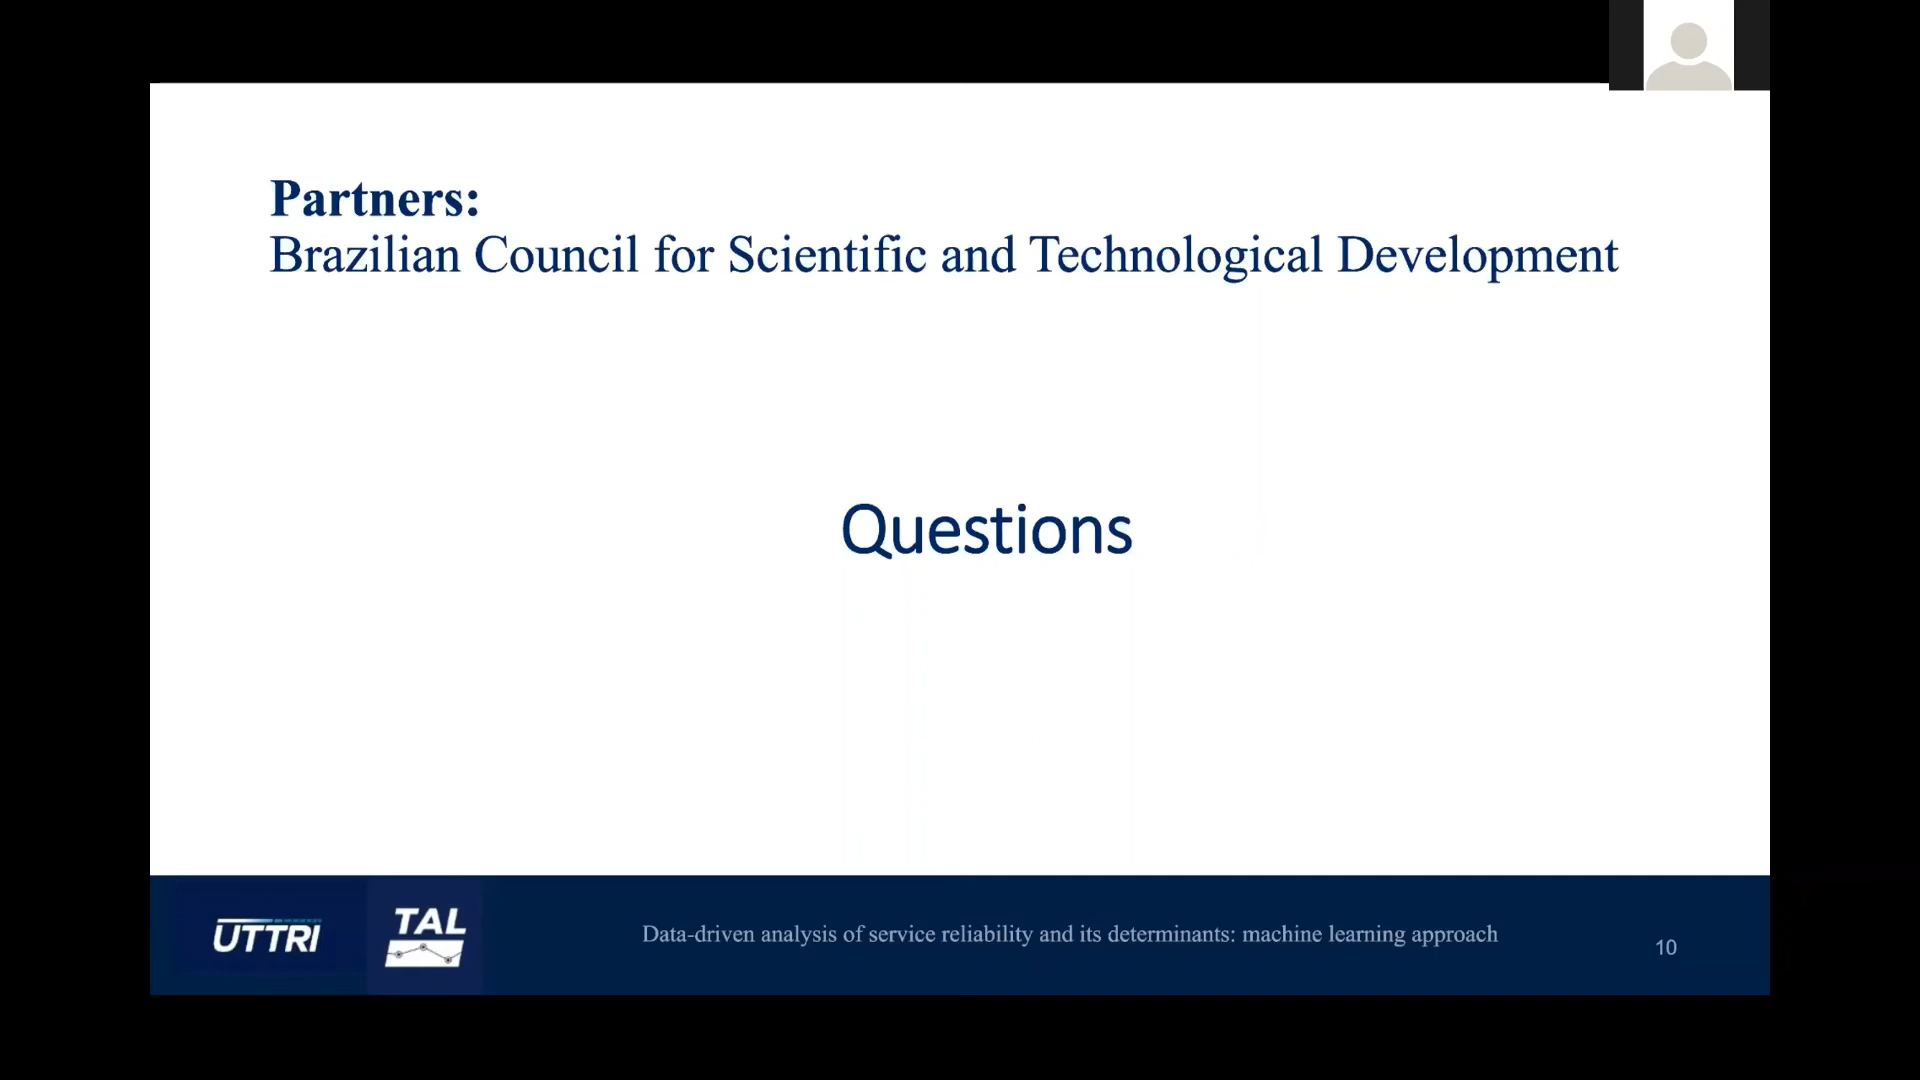 Partners:
Brazilian Council for Scientific and Technological Development
Questions
UTTRI
TAL
Data-driven analysis of service reliability and its determinants: machine learning approach
10